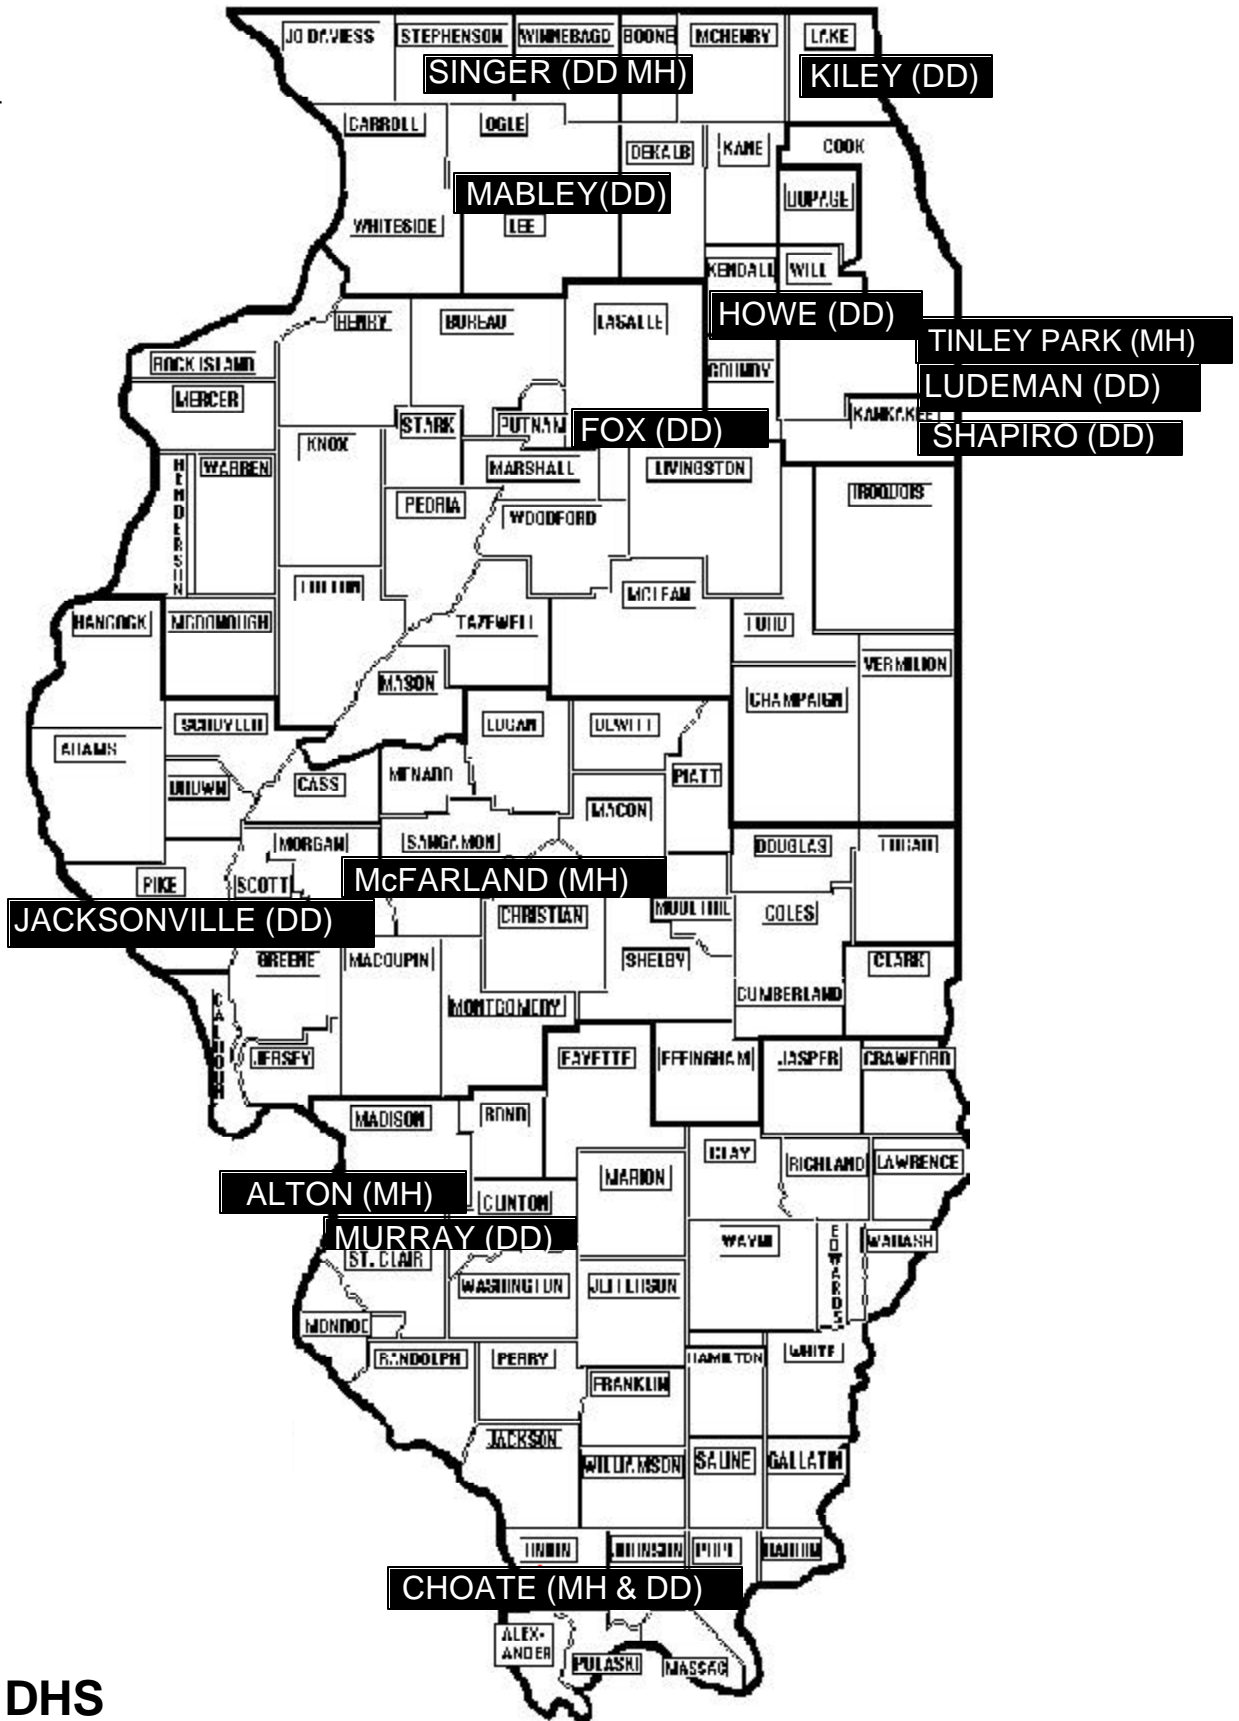 JO DAVIESS STEPHENSON WINNEBAGO BOONE MCHENRY LAKE
SINGER (DD MH) KILEY (DD)
CARROLL OGLE DEKALB KANE COOK
MABLEY(DD) DUPAGE
WHITESIDE LEE
KENDALL WILL
HENRY BUREAU LASALLE HOWE (DD)
TINLEY PARK (MH)
ROCK ISLAND GRUNDY
MERCER LUDEMAN (DD)
STARK PUTNAM FOX (DD) KANKAKEE
KNOX SHAPIRO (DD)
HENDERSON WARREN MARSHALL LIVINGSTON
PEORIA WOODFORD IROQUOIS
FULTON MCLEAN
HANCOCK MCDONOUGH TAZEWELL FORD
VERMILION
MASON CHAMPAIGN
SCHUYLER LOGAN DEWITT
ADAMS
BROWN CASS MENARD PIATT
MACON
MORGAN SANGAMON DOUGLAS EDGAR
PIKE SCOTT McFARLAND (MH)
JACKSONVILLE (DD) CHRISTIAN MOULTRIE COLES
GREENE MACOUPIN SHELBY CLARK
CALHOUN MONTGOMERY CUMBERLAND
JERSEY FAYETTE EFFINGHAM JASPER CRAWFORD
MADISON BOND
CLAY RICHLAND LAWRENCE
ALTON (MH) CLINTON MARION
MURRAY (DD) WAYNE EDWARDS WABASH
ST. CLAIR
WASHINGTON JEFFERSON
MONROE
RANDOLPH PERRY HAMILTON WHITE
FRANKLIN
JACKSON
WILLIAMSON SALINE GALLATIN
UNION JOHNSON POPE HARDIN
CHOATE (MH & DD)
ALEX-
ANDER
PULASKI MASSAC
DHS